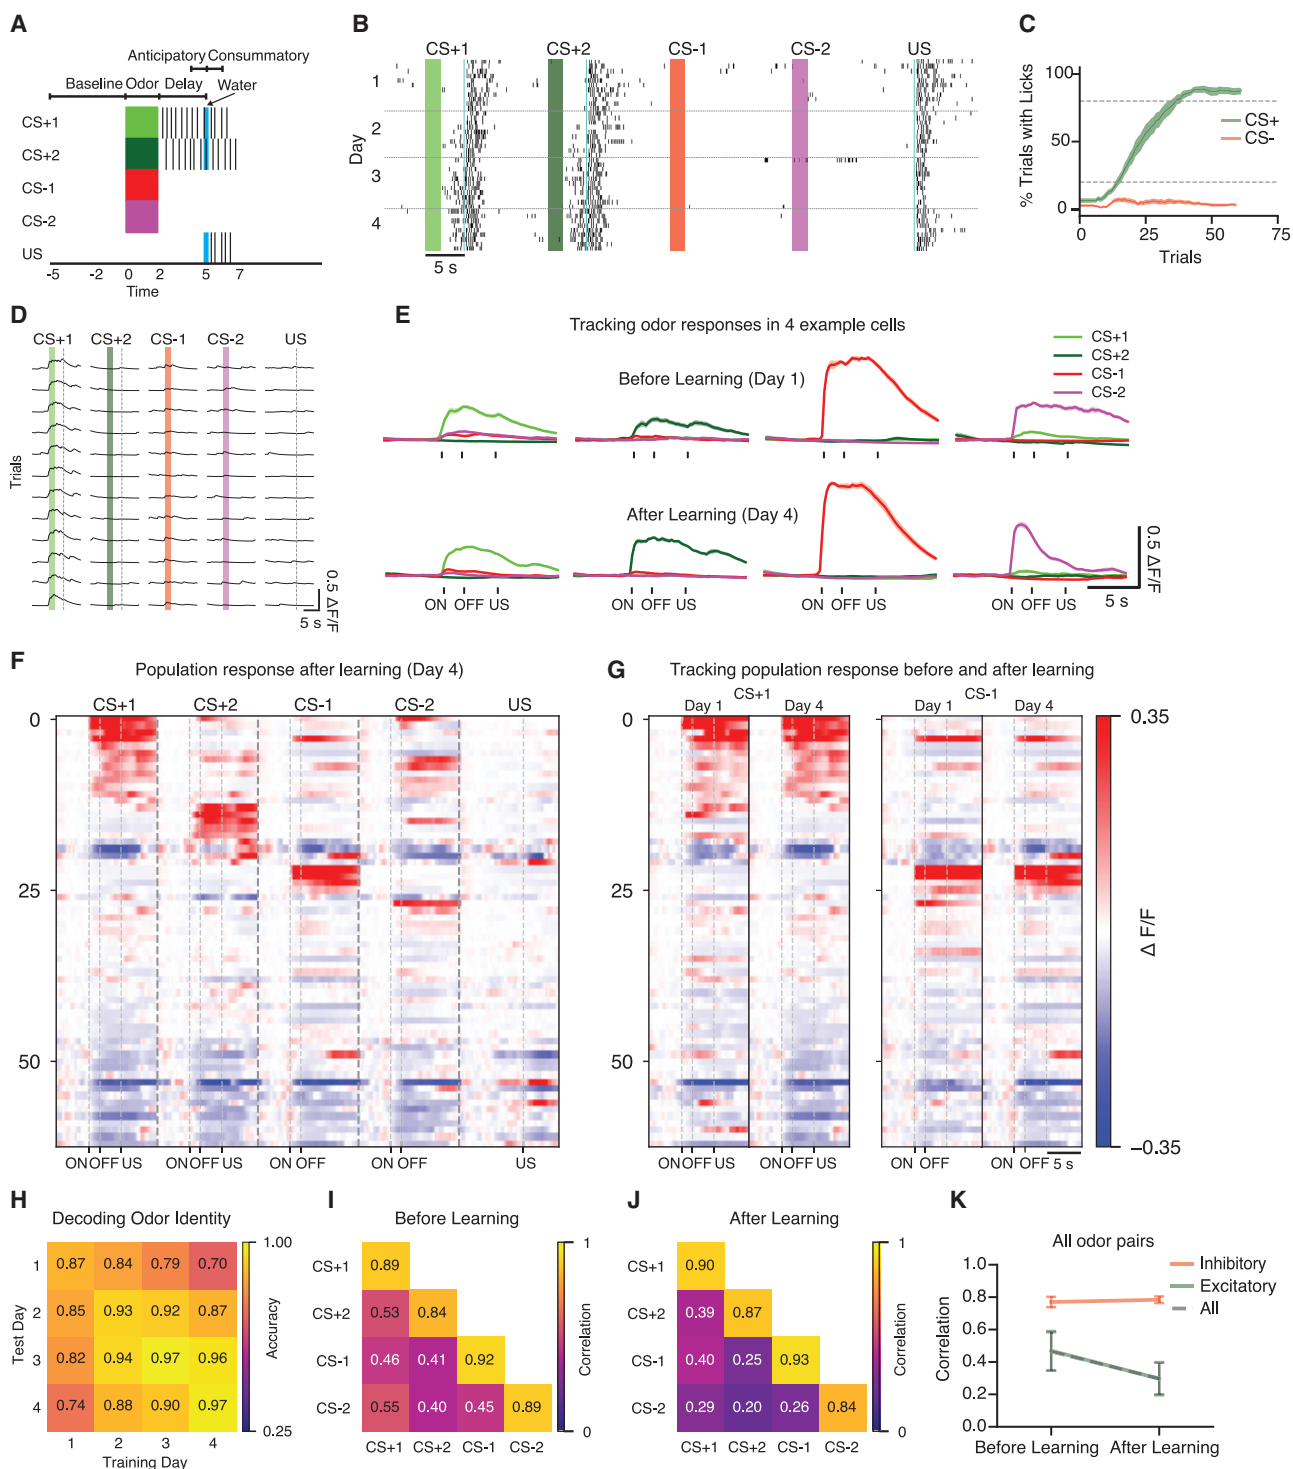 A
Anticipatory Consummatory
Baseline Odor Delay Water
CS+1
CS+2
CS-1
CS-2
US
-5 -2 0 2 5 7
Time
B
CS+1 CS+2 CS-1 CS-2 US
Day
1
2
3
4
5 s
C
% Trials with Licks
100
50
0
CS+
CS-
0 25 50 75
Trials
D
CS+1 CS+2 CS-1 CS-2 US
Trials
0.5 ΔF/F
5 s
E
Tracking odor responses in 4 example cells
CS+1
CS+2
CS-1
CS-2
Before Learning (Day 1)
After Learning (Day 4)
ON OFF US ON OFF US ON OFF US ON OFF US
0.5 ΔF/F
5 s
F
Population response after learning (Day 4)
CS+1 CS+2 CS-1 CS-2 US
0
25
50
ON OFF US ON OFF US ON OFF ON OFF US
G
Tracking population response before and after learning
CS+1 CS-1
Day 1 Day 4 Day 1 Day 4
0
25
50
ON OFF US ON OFF US ON OFF ON OFF 5 s
0.35
Δ F/F
−0.35
H
Decoding Odor Identity
Test Day
1 0.87 0.84 0.79 0.70
2 0.85 0.93 0.92 0.87
3 0.82 0.94 0.97 0.96
4 0.74 0.88 0.90 0.97
1 2 3 4
Training Day
1.00
Accuracy
0.25
I
Before Learning
CS+1 0.89
CS+2 0.53 0.84
CS-1 0.46 0.41 0.92
CS-2 0.55 0.40 0.45 0.89
CS+1 CS+2 CS-1 CS-2
1
Correlation
0
J
After Learning
CS+1 0.90
CS+2 0.39 0.87
CS-1 0.40 0.25 0.93
CS-2 0.29 0.20 0.26 0.84
CS+1 CS+2 CS-1 CS-2
1
Correlation
0
K
All odor pairs
Correlation
1.0
0.8
0.6
0.4
0.2
0.0
Inhibitory
Excitatory
All
Before Learning After Learning